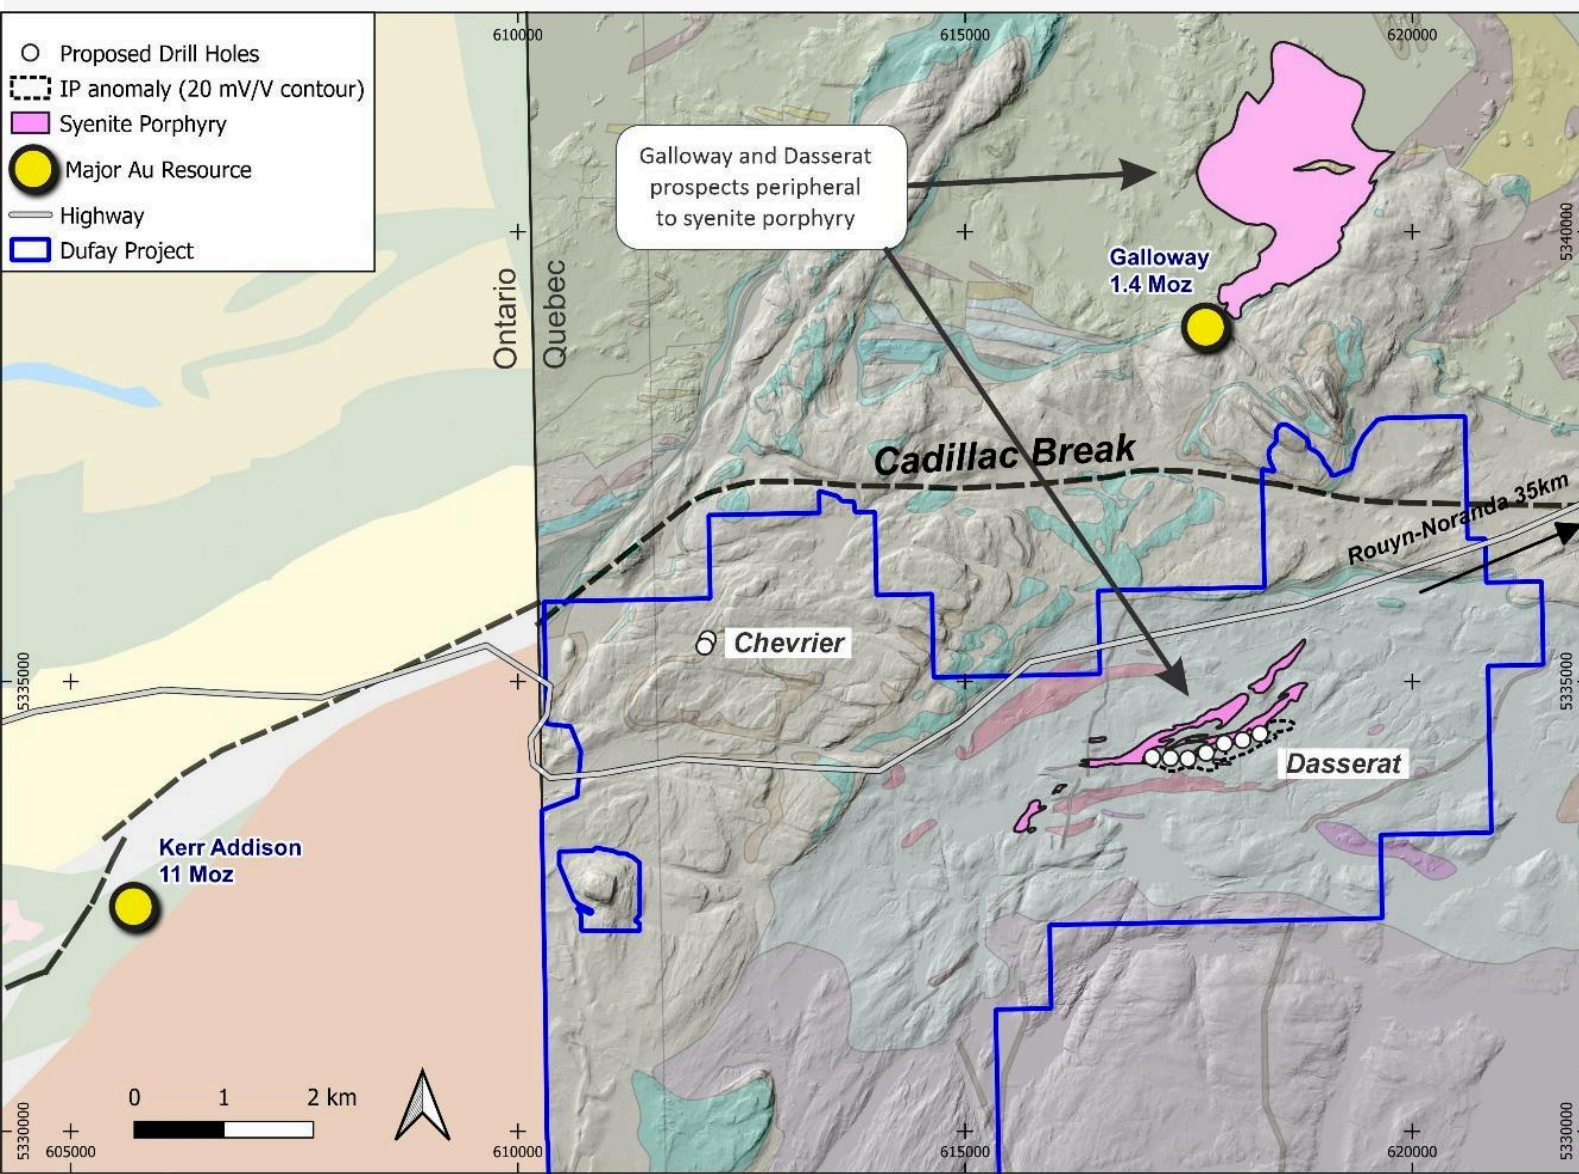 Proposed Drill Holes
IP anomaly (20 mV/V contour)
Syenite Porphyry
Major Au Resource
Highway
Dufay Project
610000
615000
620000
Galloway and Dasserat
prospects peripheral
to syenite porphyry
5340000
Galloway
1.4 Moz
Ontario
Quebec
Cadillac Break
Rouyn-Noranda 35km
Chevrier
5335000
5335000
Dasserat
Kerr Addison
11 Moz
0 1 2 km
5330000
5330000
605000
610000
615000
620000